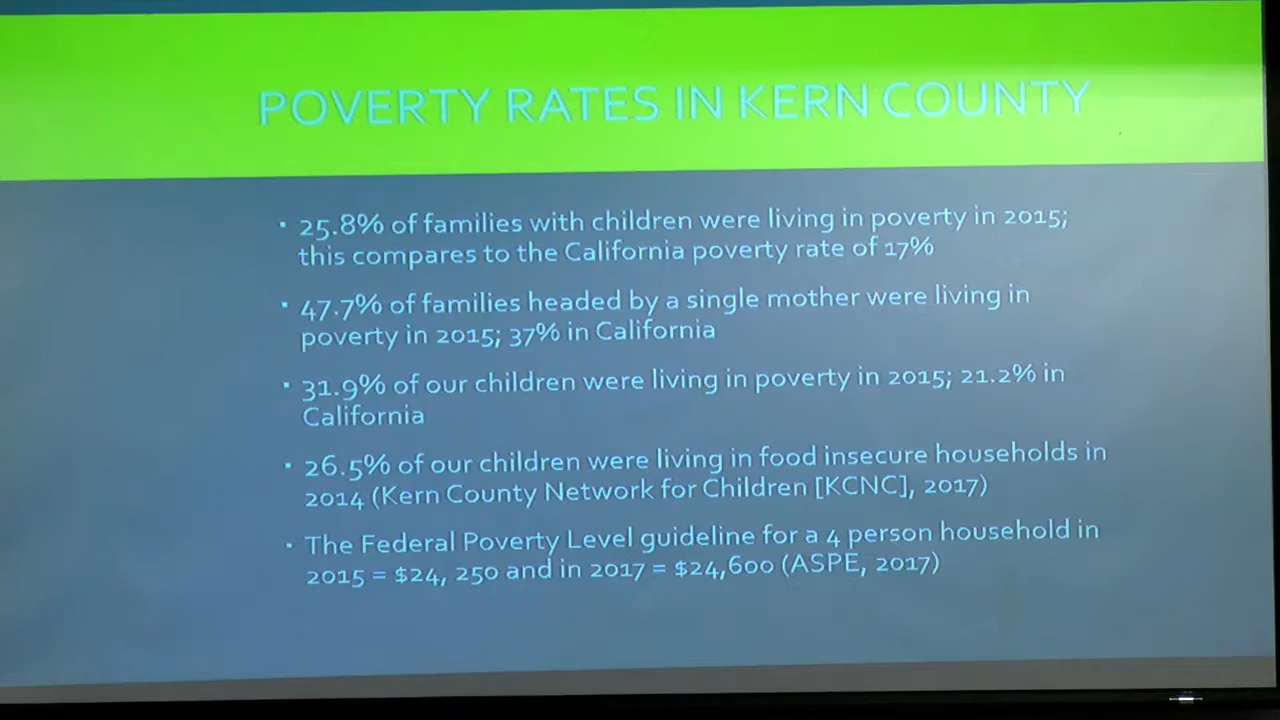 POVERTY RATES IN KERN COUNTY
▪ 25.8% of families with children were living in poverty in 2015;
this compares to the California poverty rate of 17%
▪ 47.7% of families headed by a single mother were living in
poverty in 2015; 37% in California
▪ 31.9% of our children were living in poverty in 2015; 21.2% in
California
▪ 26.5% of our children were living in food insecure households in
2014 (Kern County Network for Children [KCNC], 2017)
▪ The Federal Poverty Level guideline for a 4 person household in
2015 = $24, 250 and in 2017 = $24,600 (ASPE, 2017)